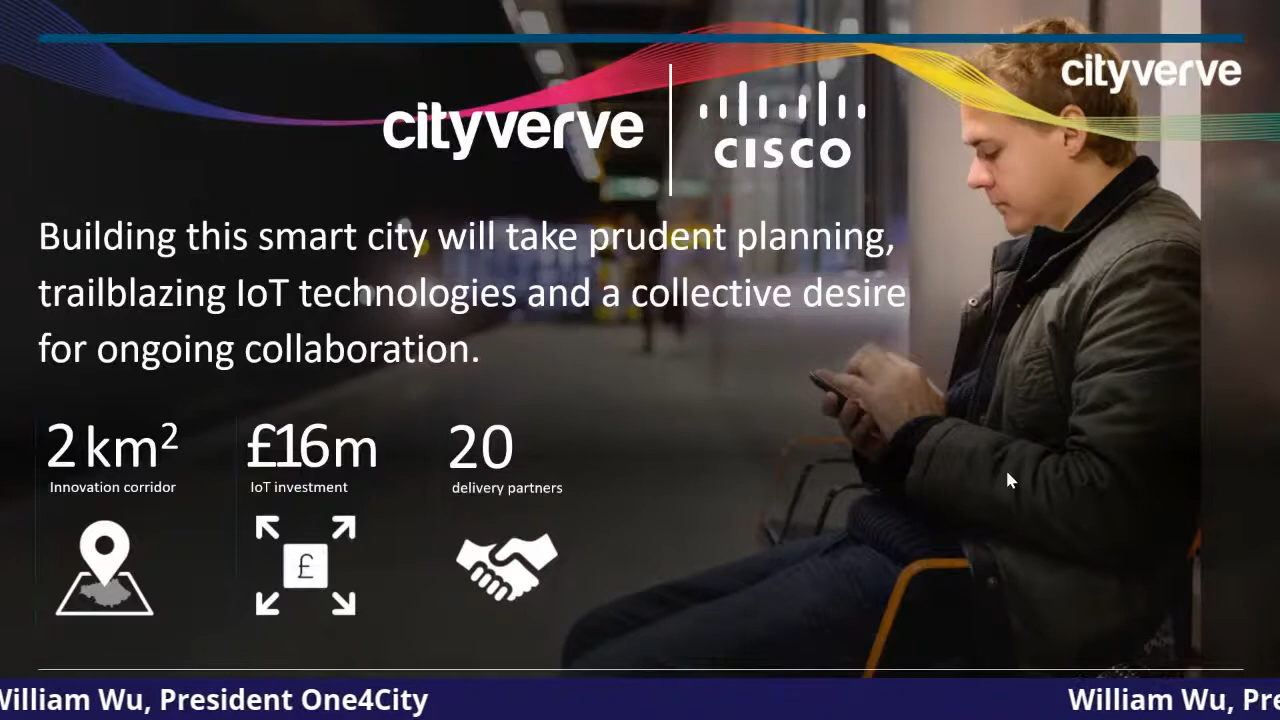 cityverve
cityverve
CISCO
Building this smart city will take prudent planning,
trailblazing IoT technologies and a collective desire
for ongoing collaboration.
2 km²
Innovation corridor
£16m
IoT investment
£
20
delivery partners
William Wu, President One4City
William Wu, Pre